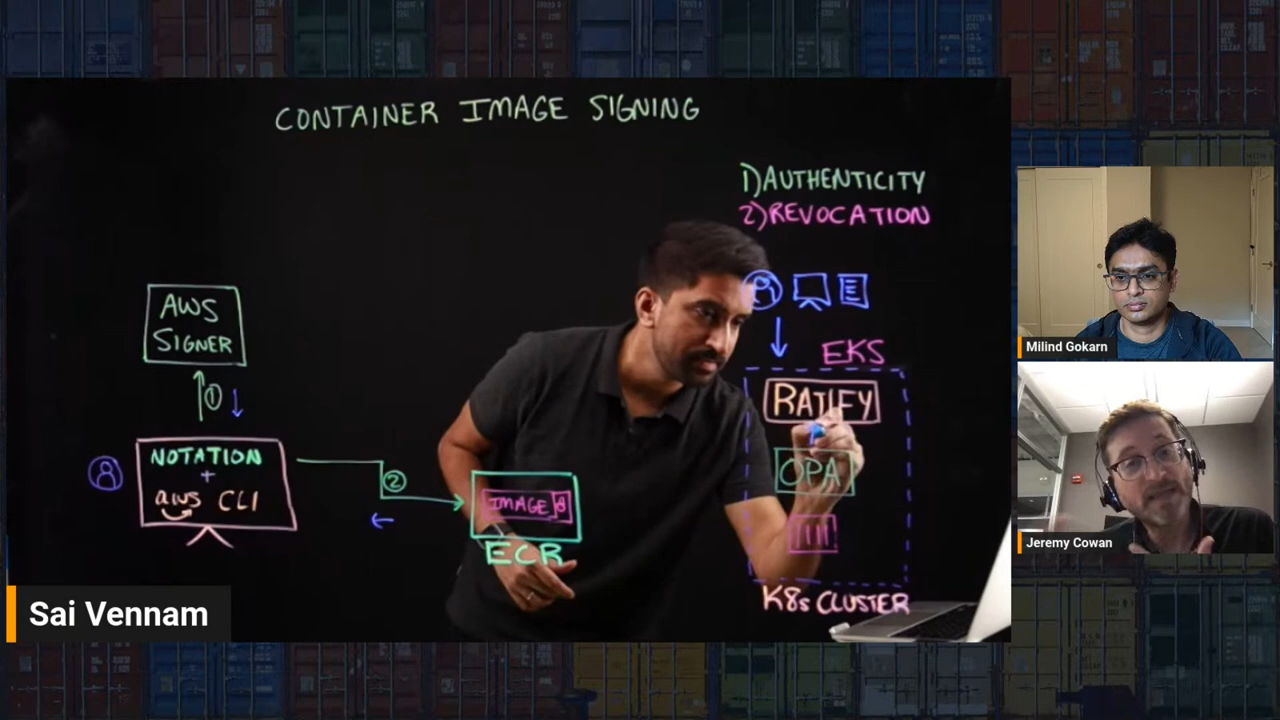 CONTAINER IMAGE SIGNING
1) AUTHENTICITY
2) REVOCATION
AWS
SIGNER
①
NOTATION
+
aws CLI
②
IMAGE
ECR
EKS
RATIFY
OPA
K8s CLUSTER
Sai Vennam
Milind Gokarn
Jeremy Cowan